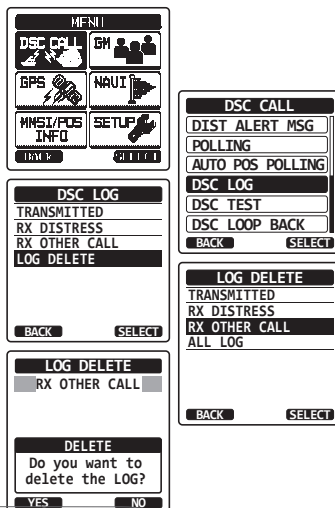 MENU
DSC CALL GM
GPS NAVI
MMSI/POS INFO SETUP
BACK SELECT
DSC CALL
DIST ALERT MSG
POLLING
AUTO POS POLLING
DSC LOG
DSC TEST
DSC LOOP BACK
BACK SELECT
DSC LOG
TRANSMITTED
RX DISTRESS
RX OTHER CALL
LOG DELETE
BACK SELECT
LOG DELETE
TRANSMITTED
RX DISTRESS
RX OTHER CALL
ALL LOG
BACK SELECT
LOG DELETE
RX OTHER CALL
DELETE
Do you want to
delete the LOG?
YES NO